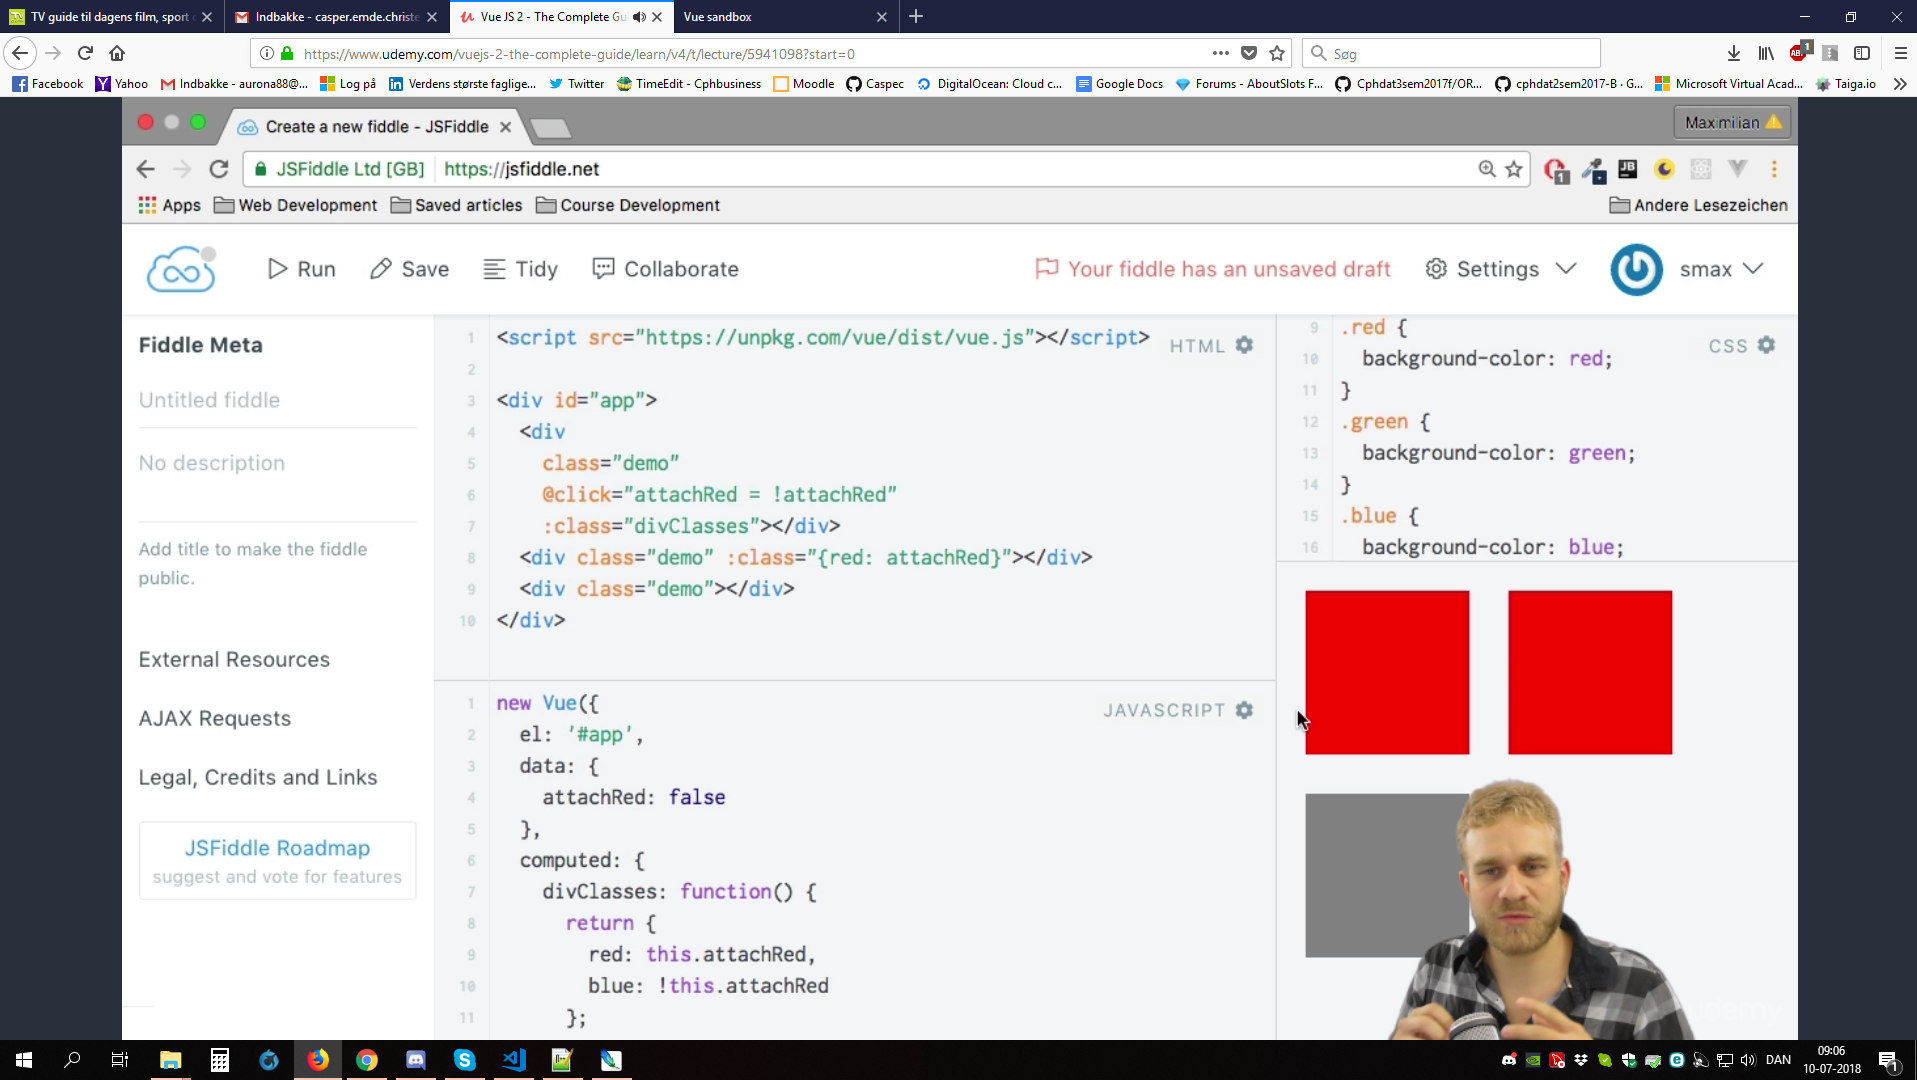 TV guide til dagens film, sport
Indbakke - casper.emde.christe
Vue JS 2 - The Complete Gu
Vue sandbox
https://www.udemy.com/vuejs-2-the-complete-guide/learn/v4/t/lecture/5941098?start=0
Søg
1
Facebook
Yahoo
Indbakke - aurona88@...
Log på
Verdens største faglige...
Twitter
TimeEdit - Cphbusiness
Moodle
Caspec
DigitalOcean: Cloud c...
Google Docs
Forums - AboutSlots F...
Cphdat3sem2017f/OR...
cphdat2sem2017-B · G...
Microsoft Virtual Acad...
Taiga.io
Create a new fiddle - JSFiddle
Maximilian
JSFiddle Ltd [GB]
https://jsfiddle.net
1
JB
Apps
Web Development
Saved articles
Course Development
Andere Lesezeichen
Run
Save
Tidy
Collaborate
Your fiddle has an unsaved draft
Settings
smax
Fiddle Meta
Untitled fiddle
No description
Add title to make the fiddle
public.
External Resources
AJAX Requests
Legal, Credits and Links
JSFiddle Roadmap
suggest and vote for features
HTML
1 <script src="https://unpkg.com/vue/dist/vue.js"></script>
2
3 <div id="app">
4 <div
5 class="demo"
6 @click="attachRed = !attachRed"
7 :class="divClasses"></div>
8 <div class="demo" :class="{red: attachRed}"></div>
9 <div class="demo"></div>
10 </div>
CSS
9 .red {
10 background-color: red;
11 }
12 .green {
13 background-color: green;
14 }
15 .blue {
16 background-color: blue;
JAVASCRIPT
1 new Vue({
2 el: '#app',
3 data: {
4 attachRed: false
5 },
6 computed: {
7 divClasses: function() {
8 return {
9 red: this.attachRed,
10 blue: !this.attachRed
11 };
udemy
DAN
09:06
10-07-2018
1